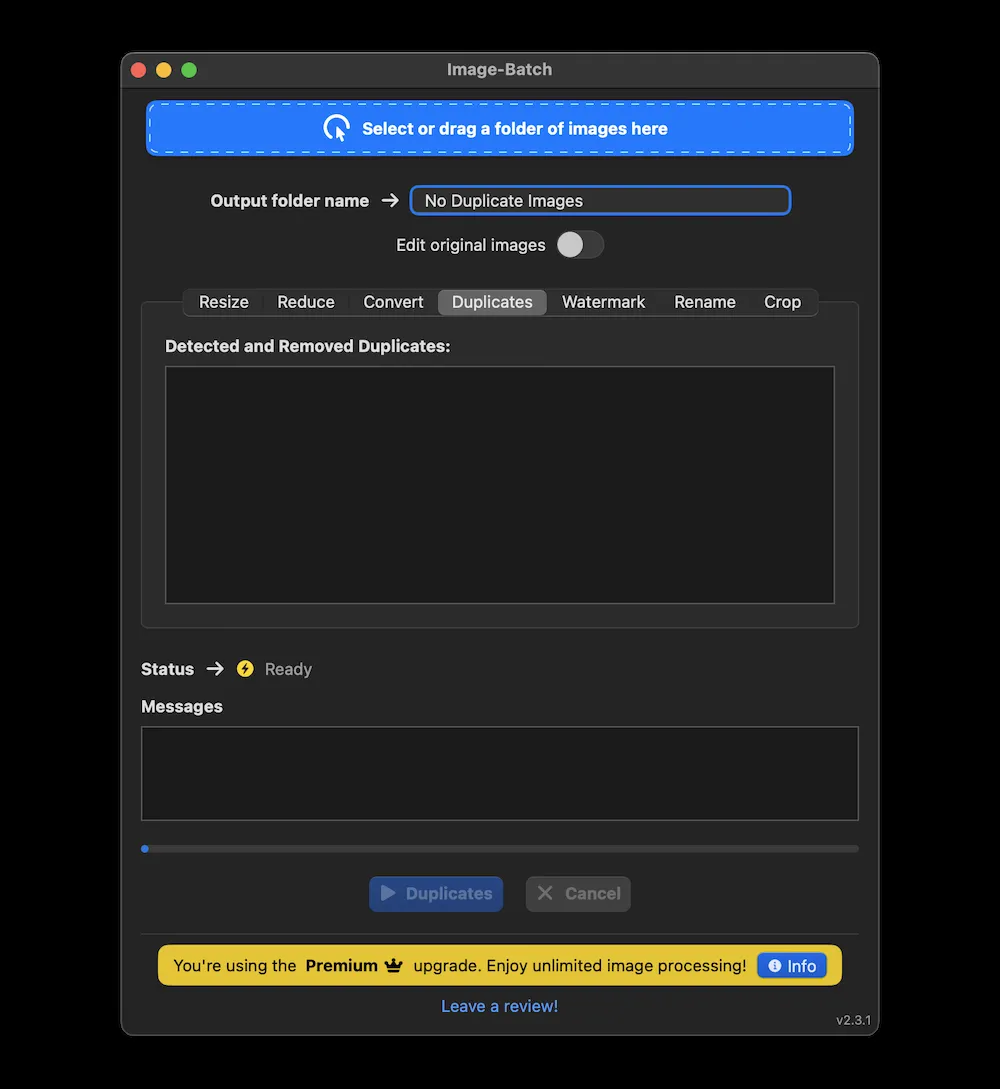 Image-Batch
Select or drag a folder of images here
Output folder name → No Duplicate Images
Edit original images
Resize Reduce Convert Duplicates Watermark Rename Crop
Detected and Removed Duplicates:
Status → Ready
Messages
Duplicates Cancel
You're using the Premium upgrade. Enjoy unlimited image processing! Info
Leave a review!
v2.3.1